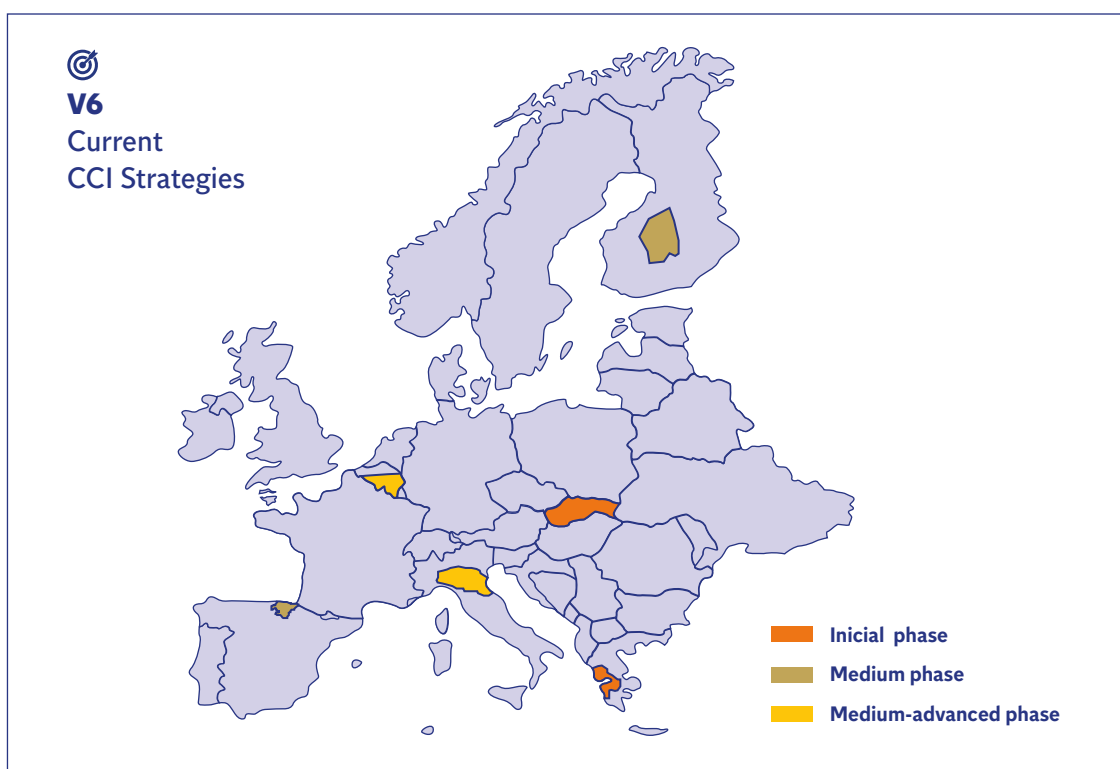 V6
Current
CCI Strategies
Inicial phase
Medium phase
Medium-advanced phase